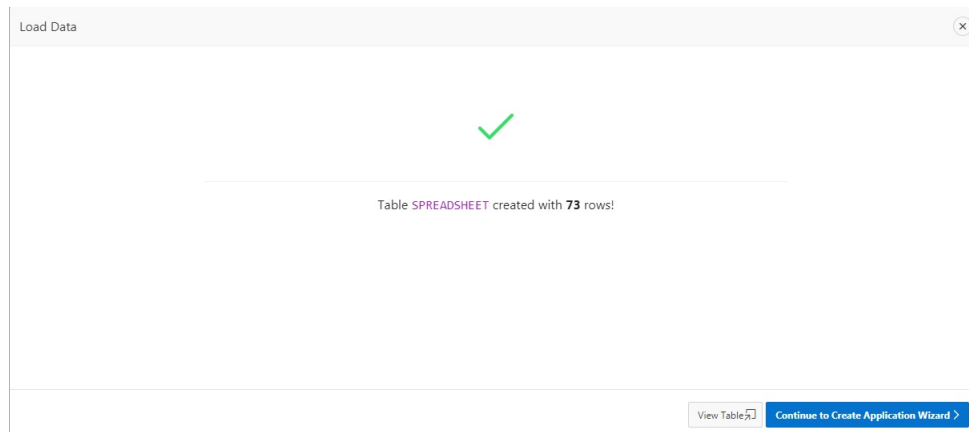 Load Data
Table SPREADSHEET created with 73 rows!
View Table
Continue to Create Application Wizard